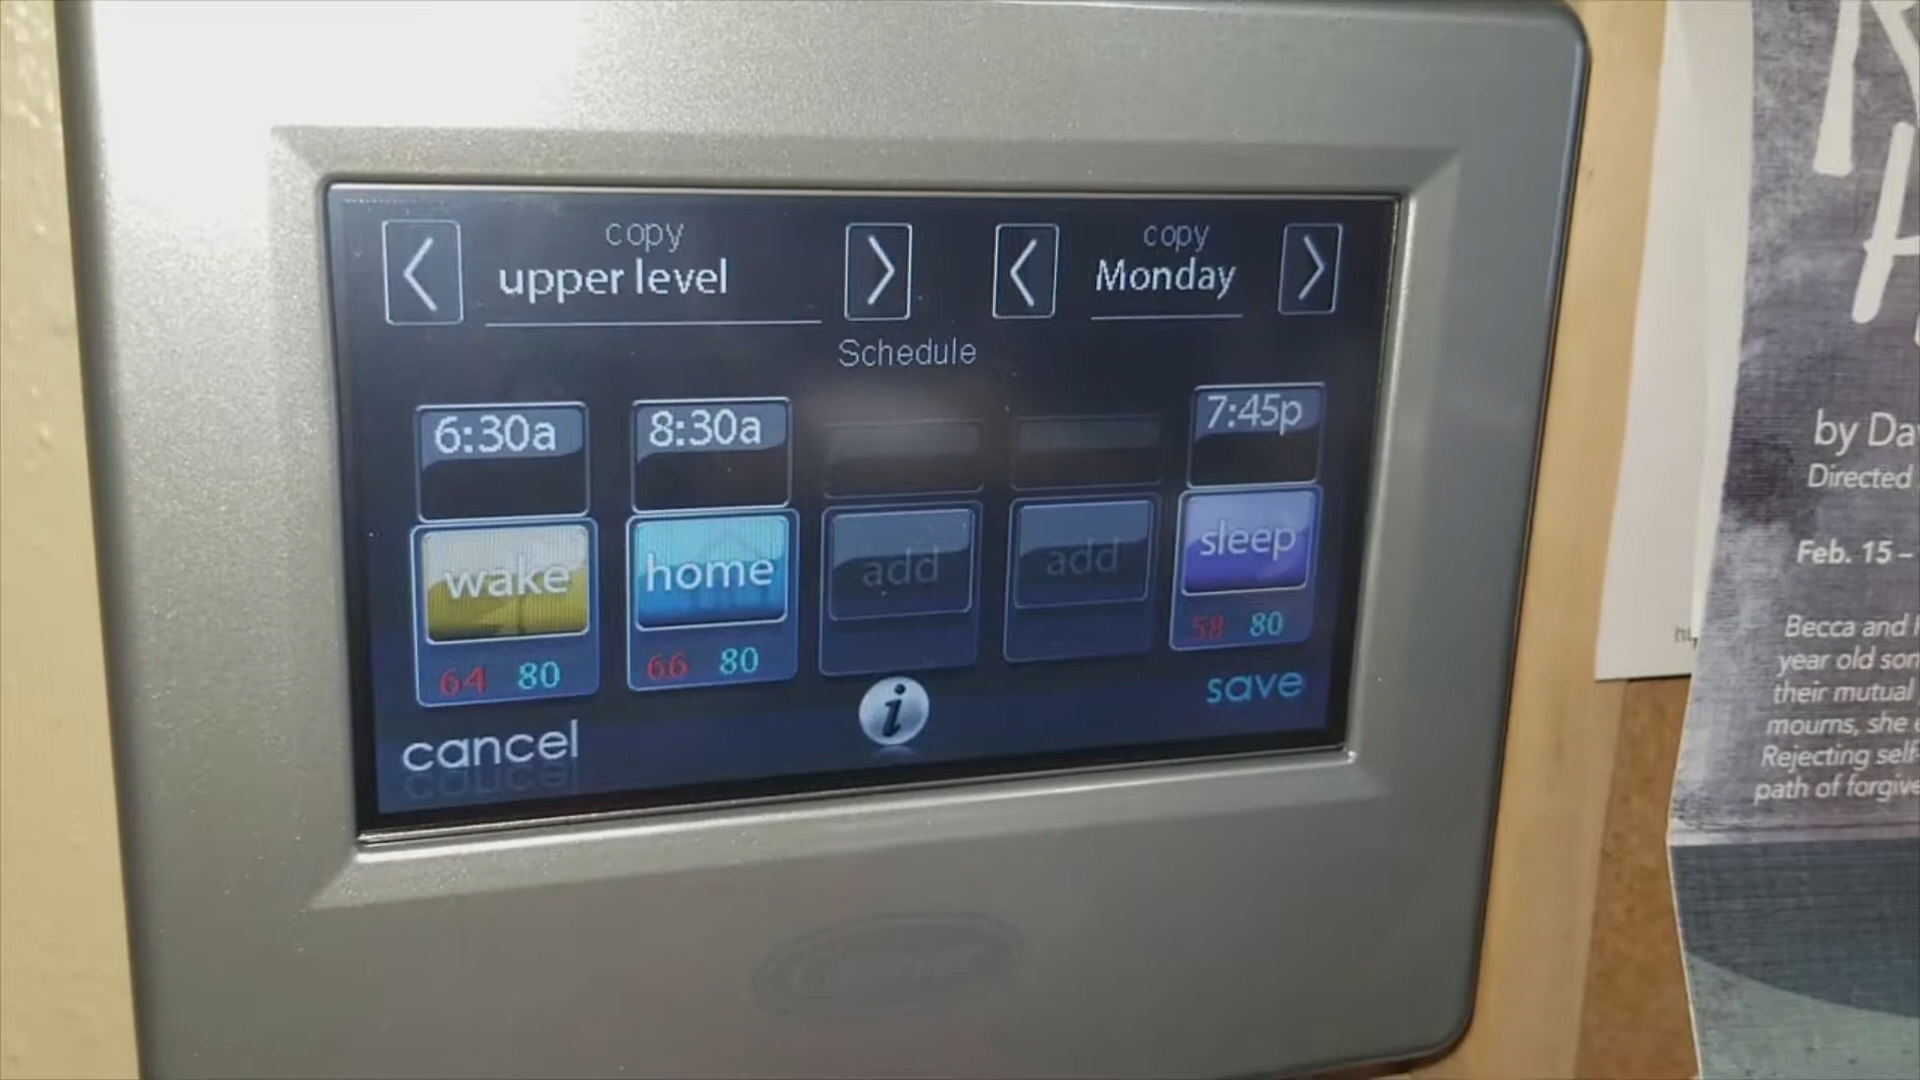 copy
upper level
copy
Monday
Schedule
6:30a
8:30a
7:45p
wake
home
add
add
sleep
64 80
66 80
58 80
cancel
save
by Da
Directed
Feb. 15 –
Becca and
year old son
their mutual
mourns, she
Rejecting self-
path of forgive